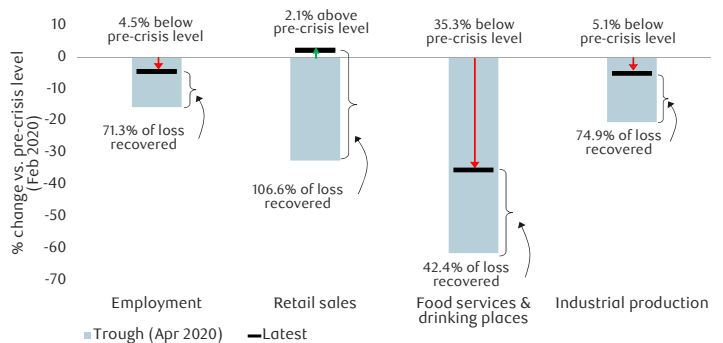 4.5% below
pre-crisis level
2.1% above
pre-crisis level
35.3% below
pre-crisis level
5.1% below
pre-crisis level
% change vs. pre-crisis level
(Feb 2020)
10
0
-10
-20
-30
-40
-50
-60
-70
71.3% of loss
recovered
106.6% of loss
recovered
42.4% of loss
recovered
74.9% of loss
recovered
Employment
Retail sales
Food services &
drinking places
Industrial production
Trough (Apr 2020)
Latest